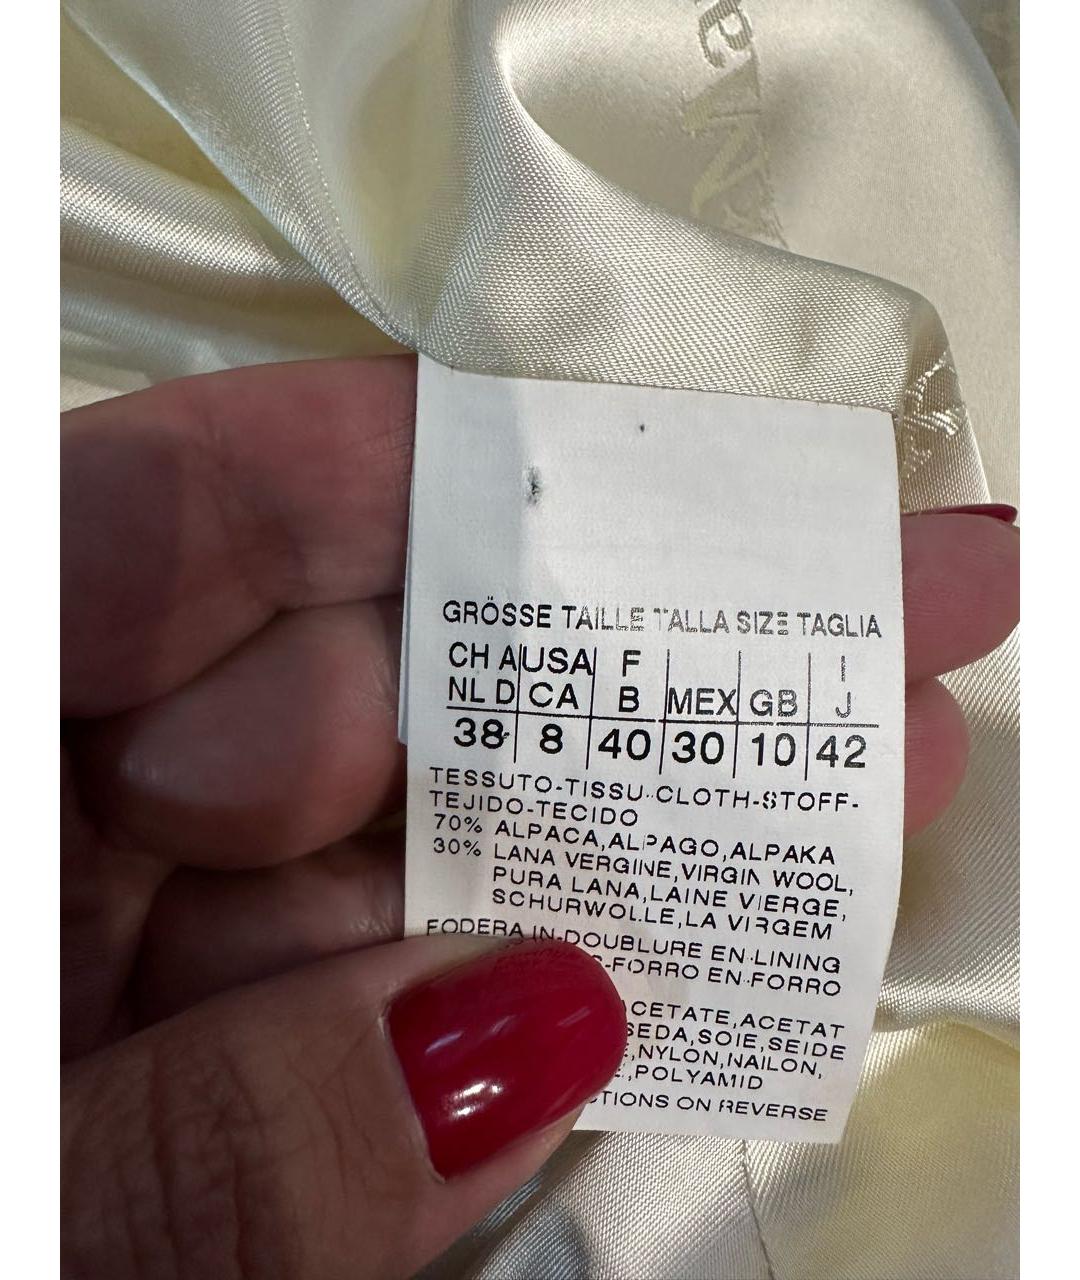 GRÖSSE TAILLE TALLA SIZE TAGLIA
CH A USA F I
NL D CA B MEX GB J
38 8 40 30 10 42
TESSUTO-TISSU-CLOTH-STOFF-
TEJIDO-TECIDO
70% ALPACA,ALPAGO,ALPAKA
30% LANA VERGINE,VIRGIN WOOL,
PURA LANA,LAINE VIERGE,
SCHURWOLLE,LA VIRGEM
FODERA IN-DOUBLURE EN-LINING
-FORRO EN-FORRO
ACETATE,ACETAT
SEDA,SOIE,SEIDE
,NYLON,NAILON,
,POLYAMID
CTIONS ON REVERSE